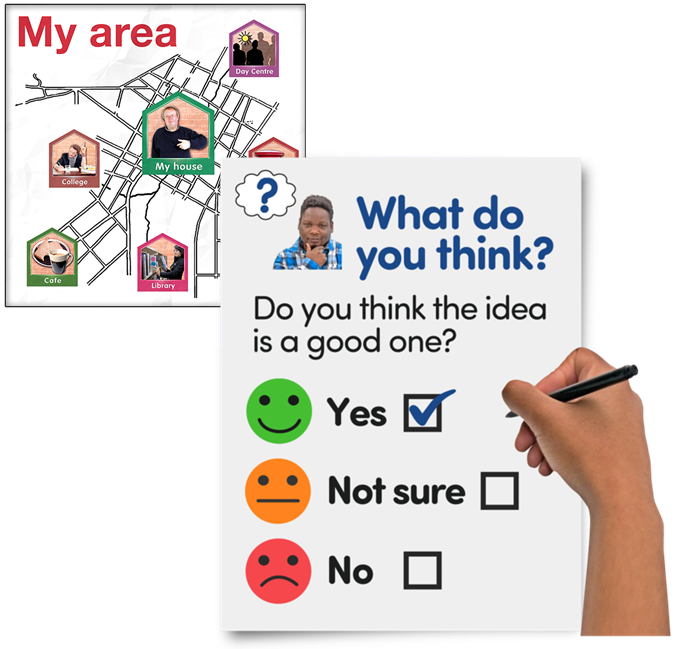 My area
Day Centre
My house
College
Cafe
Library
?
What do
you think?
Do you think the idea
is a good one?
Yes
Not sure
No